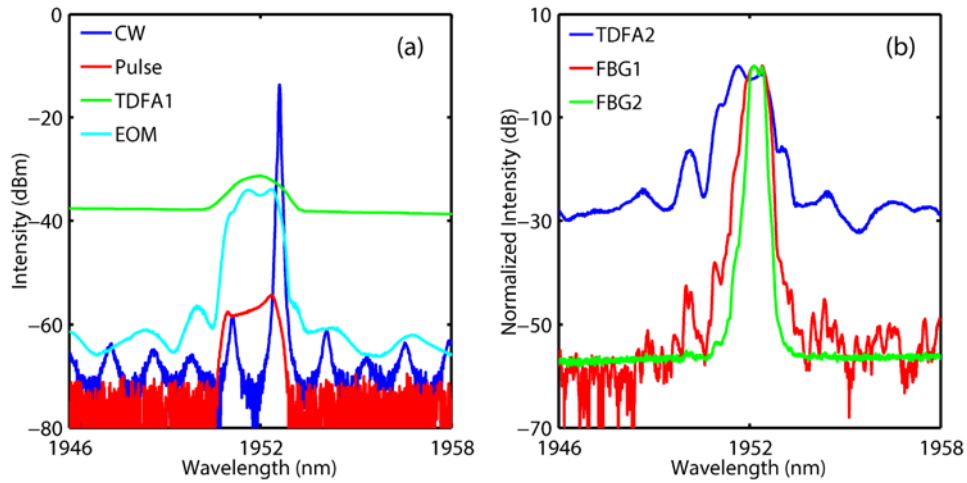 (a)
CW
Pulse
TDFA1
EOM
Intensity (dBm)
0
−20
−40
−60
−80
1946
1952
1958
Wavelength (nm)
(b)
TDFA2
FBG1
FBG2
Normalized Intensity (dB)
10
−10
−30
−50
−70
1946
1952
1958
Wavelength (nm)